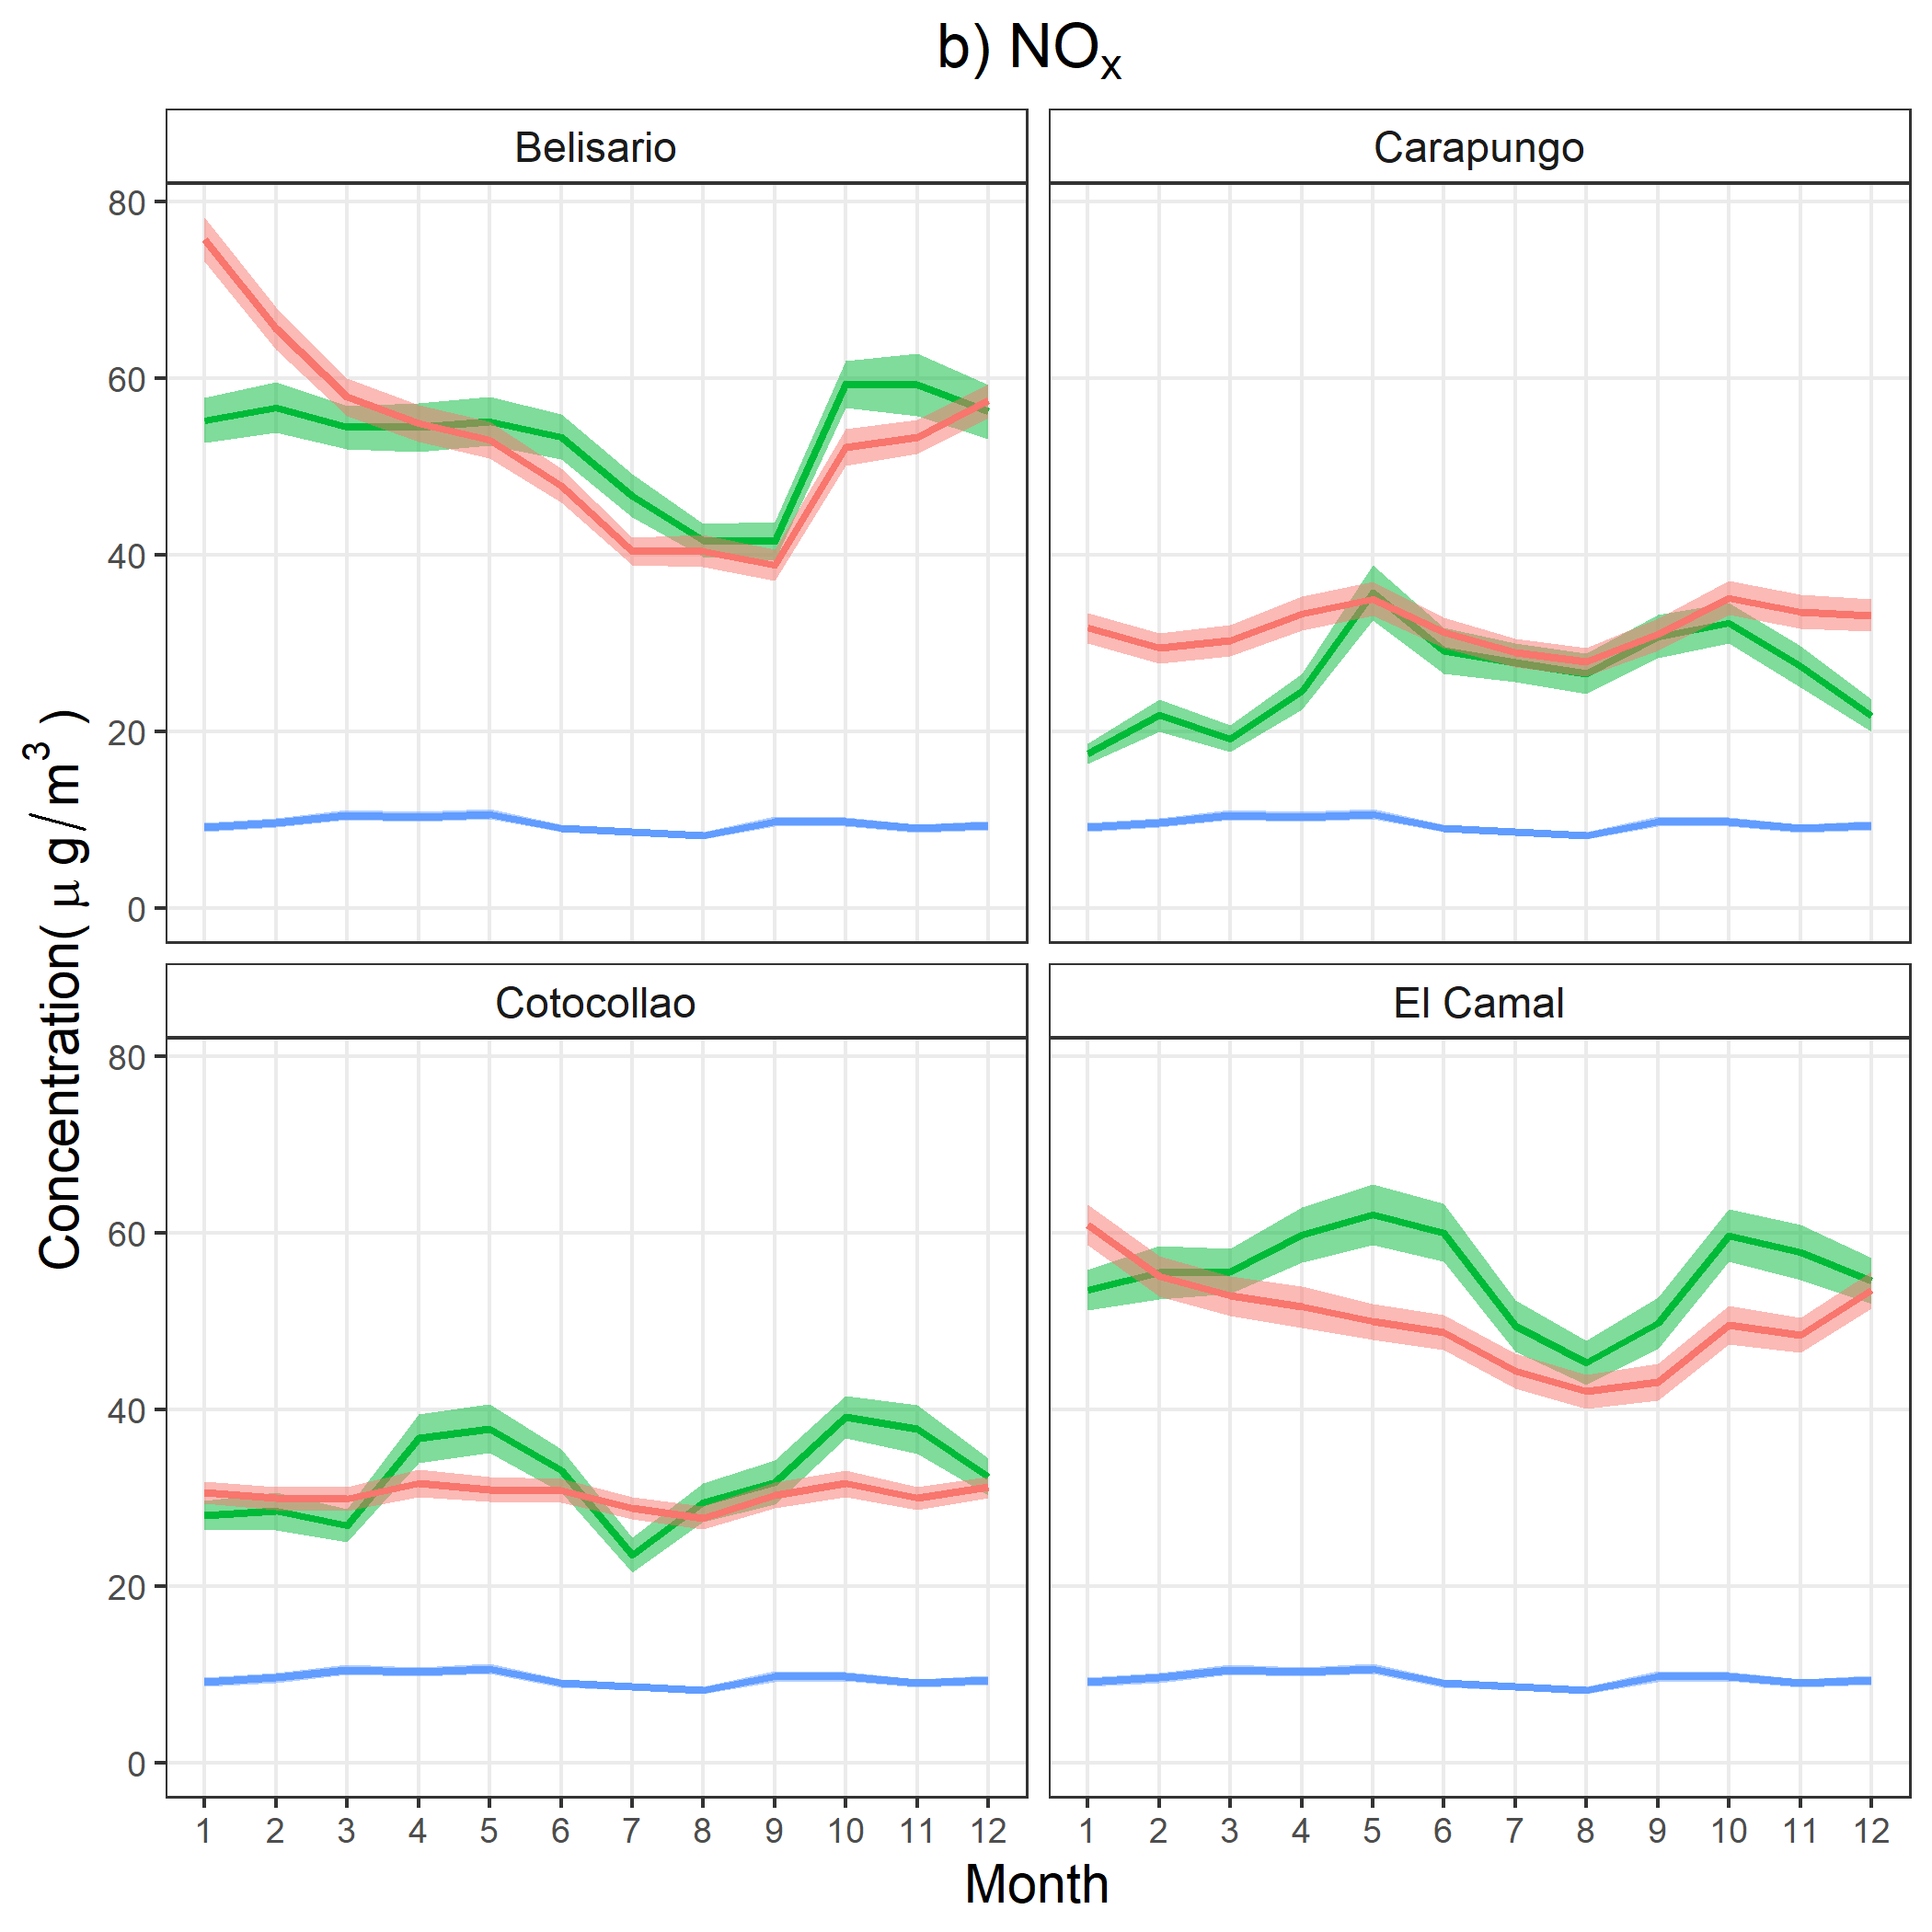 b) NOx
Belisario
Carapungo
80
60
40
20
0
Cotocollao
El Camal
80
60
40
20
0
1 2 3 4 5 6 7 8 9 10 11 12
1 2 3 4 5 6 7 8 9 10 11 12
Month
Concentration( μ g / m³ )